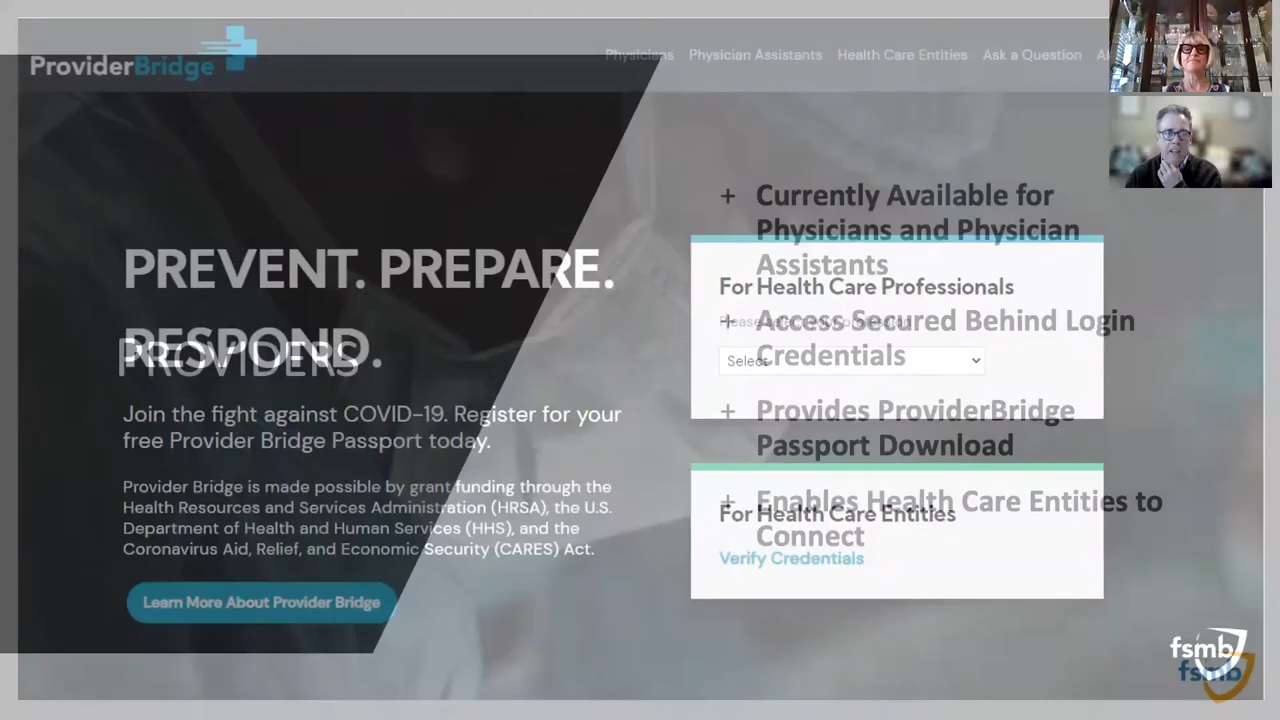 ProviderBridge
Physicians Physician Assistants Health Care Entities Ask a Question
PREVENT. PREPARE.
RESPOND.
PROVIDERS
Join the fight against COVID-19. Register for your
free Provider Bridge Passport today.
Provider Bridge is made possible by grant funding through the
Health Resources and Services Administration (HRSA), the U.S.
Department of Health and Human Services (HHS), and the
Coronavirus Aid, Relief, and Economic Security (CARES) Act.
Learn More About Provider Bridge
+ Currently Available for
Physicians and Physician
Assistants
For Health Care Professionals
+ Access Secured Behind Login
Credentials
Select
+ Provides ProviderBridge
Passport Download
+ Enables Health Care Entities to
Connect
For Health Care Entities
Verify Credentials
fsmb
fsmb